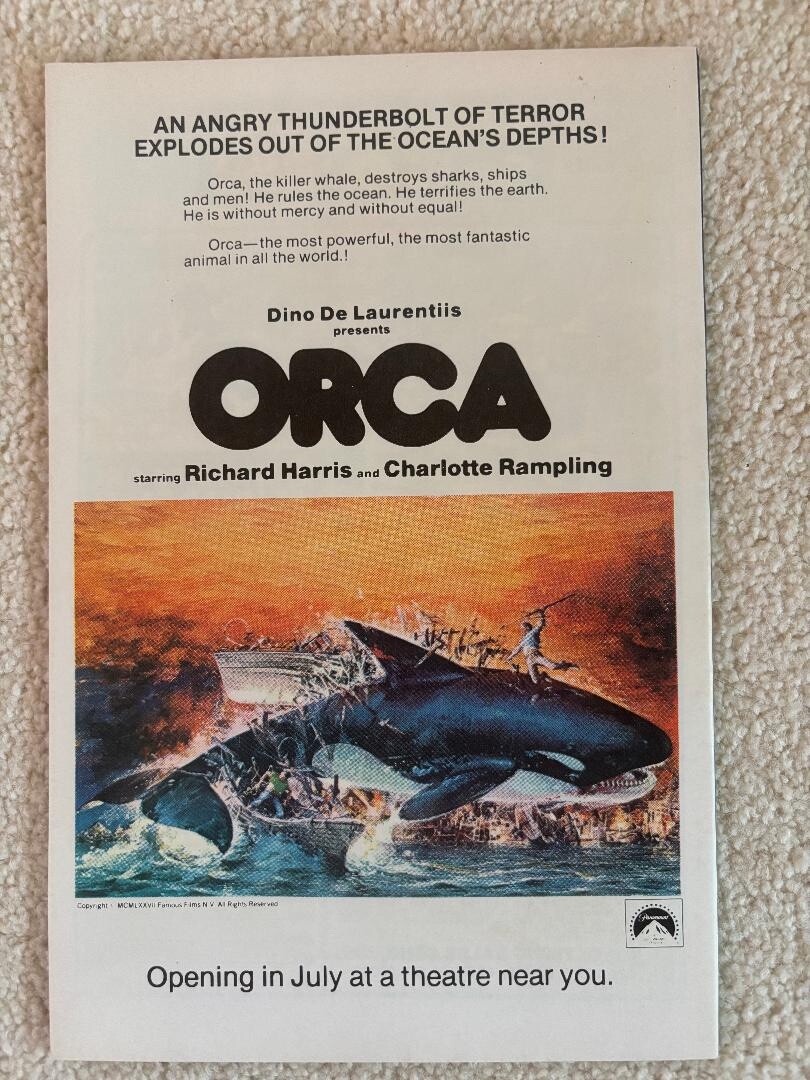 AN ANGRY THUNDERBOLT OF TERROR
EXPLODES OUT OF THE OCEAN'S DEPTHS!
Orca, the killer whale, destroys sharks, ships
and men! He rules the ocean. He terrifies the earth.
He is without mercy and without equal!
Orca—the most powerful, the most fantastic
animal in all the world.!
Dino De Laurentiis
presents
ORCA
starring Richard Harris and Charlotte Rampling
Copyright MCMLXXVII Famous Films N.V. All Rights Reserved
Paramount
Opening in July at a theatre near you.